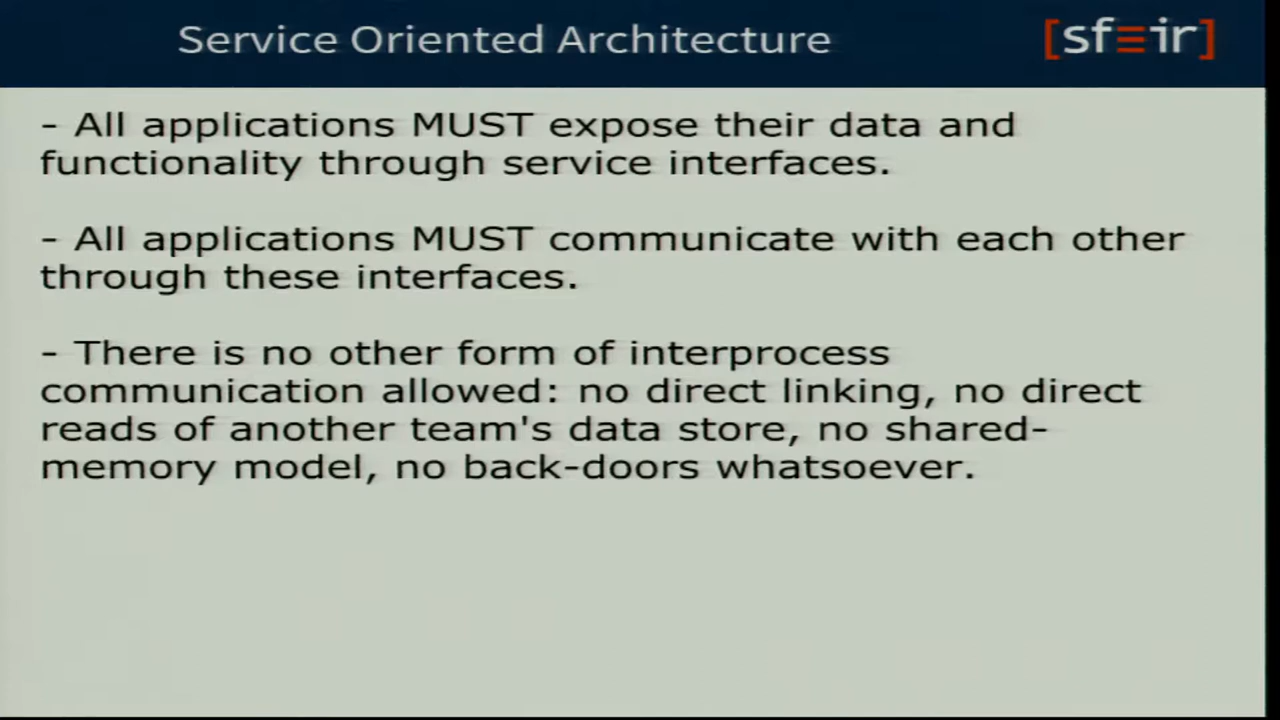 Service Oriented Architecture
[sfeir]
- All applications MUST expose their data and
functionality through service interfaces.
- All applications MUST communicate with each other
through these interfaces.
- There is no other form of interprocess
communication allowed: no direct linking, no direct
reads of another team's data store, no shared-
memory model, no back-doors whatsoever.